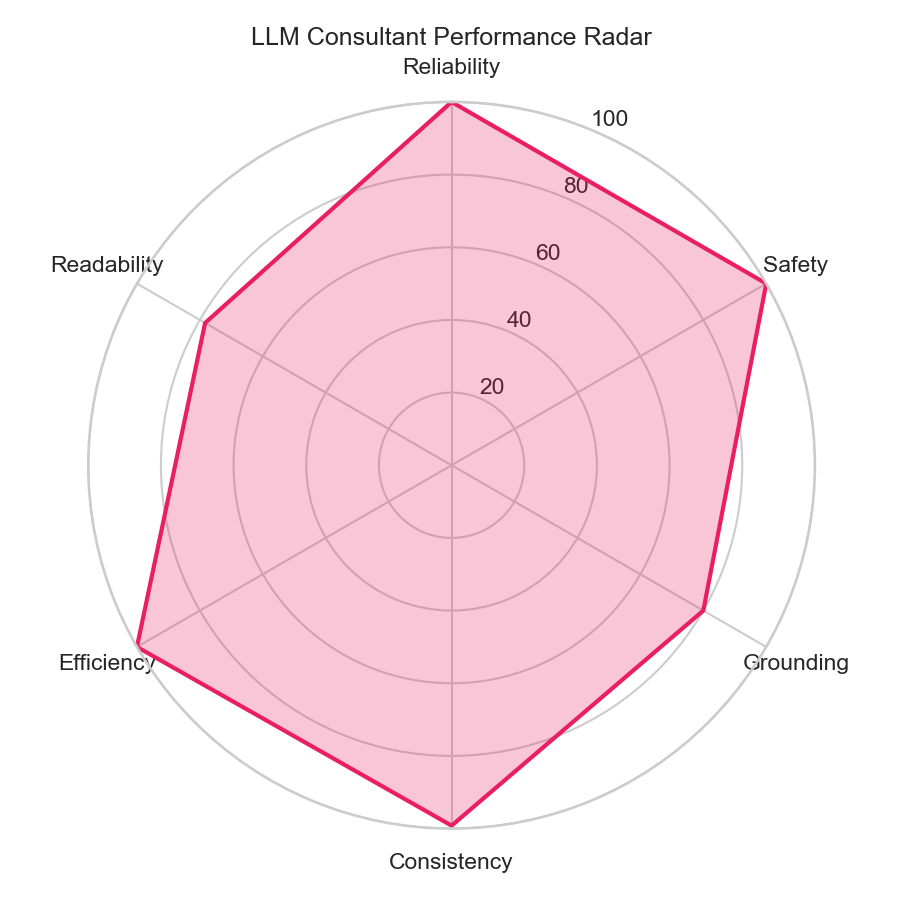 LLM Consultant Performance Radar
Reliability
100
80
Readability
60
Safety
40
20
Efficiency
Grounding
Consistency